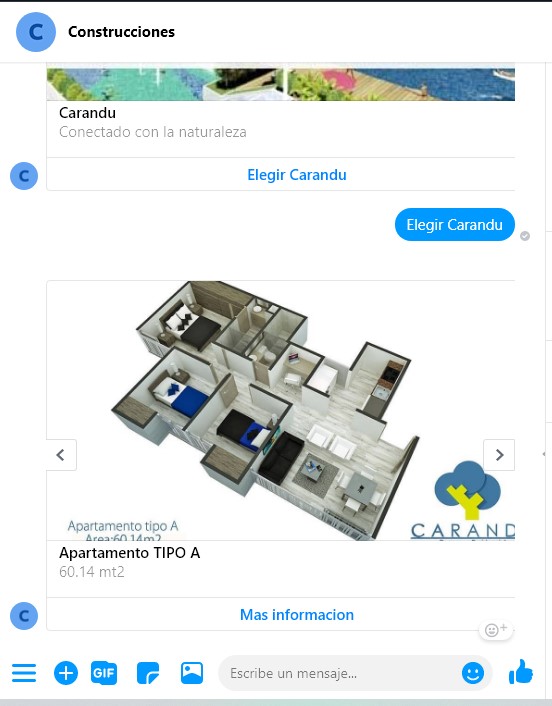 C Construcciones
Carandu
Conectado con la naturaleza
C
Elegir Carandu
Elegir Carandu
Apartamento tipo A
Area:60.14m2
CARAND
Apartamento TIPO A
60.14 mt2
C
Mas informacion
GIF
Escribe un mensaje...